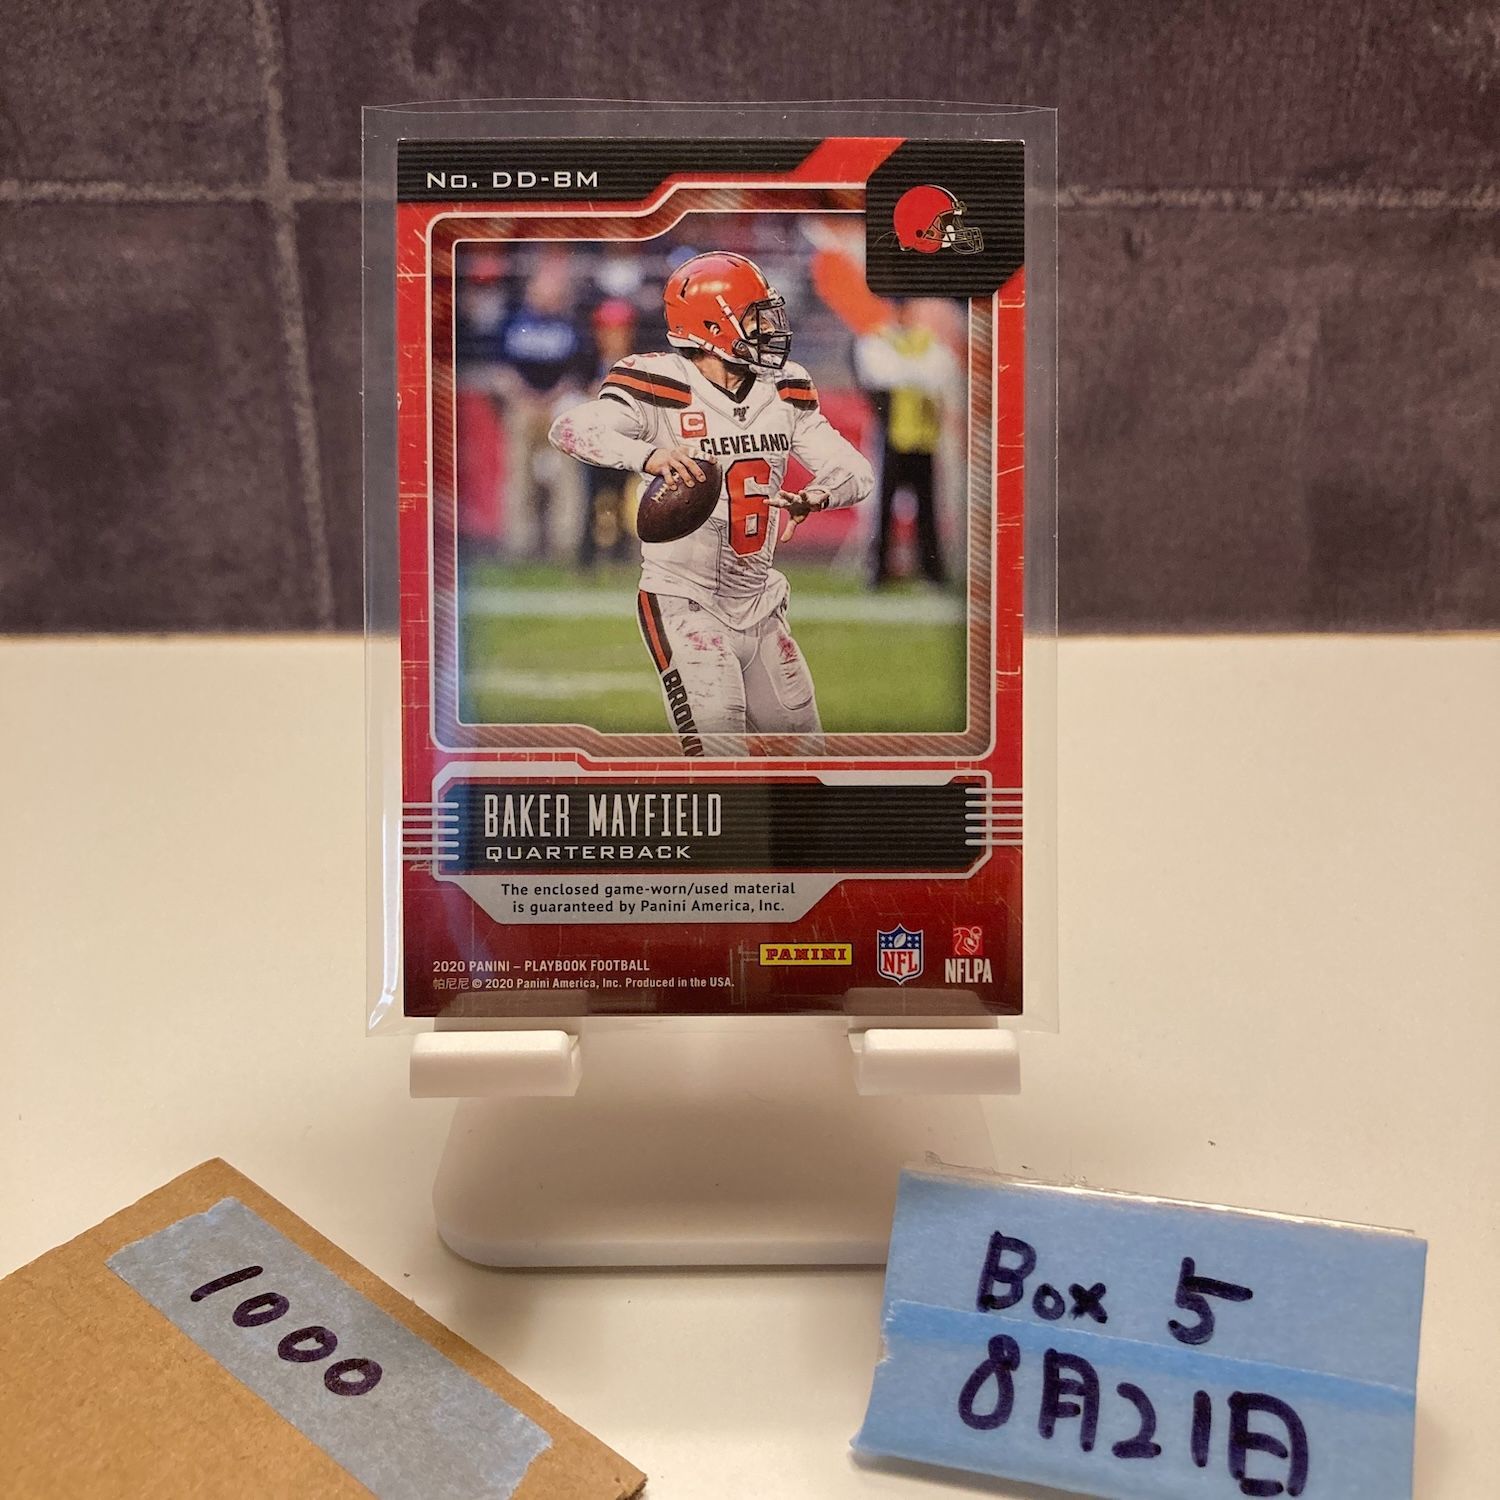 No. DD-BM
C
CLEVELAND
6
BROWN
BAKER MAYFIELD
QUARTERBACK
The enclosed game-worn/used material
is guaranteed by Panini America, Inc.
2020 PANINI – PLAYBOOK FOOTBALL
帕尼尼 © 2020 Panini America, Inc. Produced in the USA.
PANINI
NFL
NFLPA
1000
Box 5
8月21日